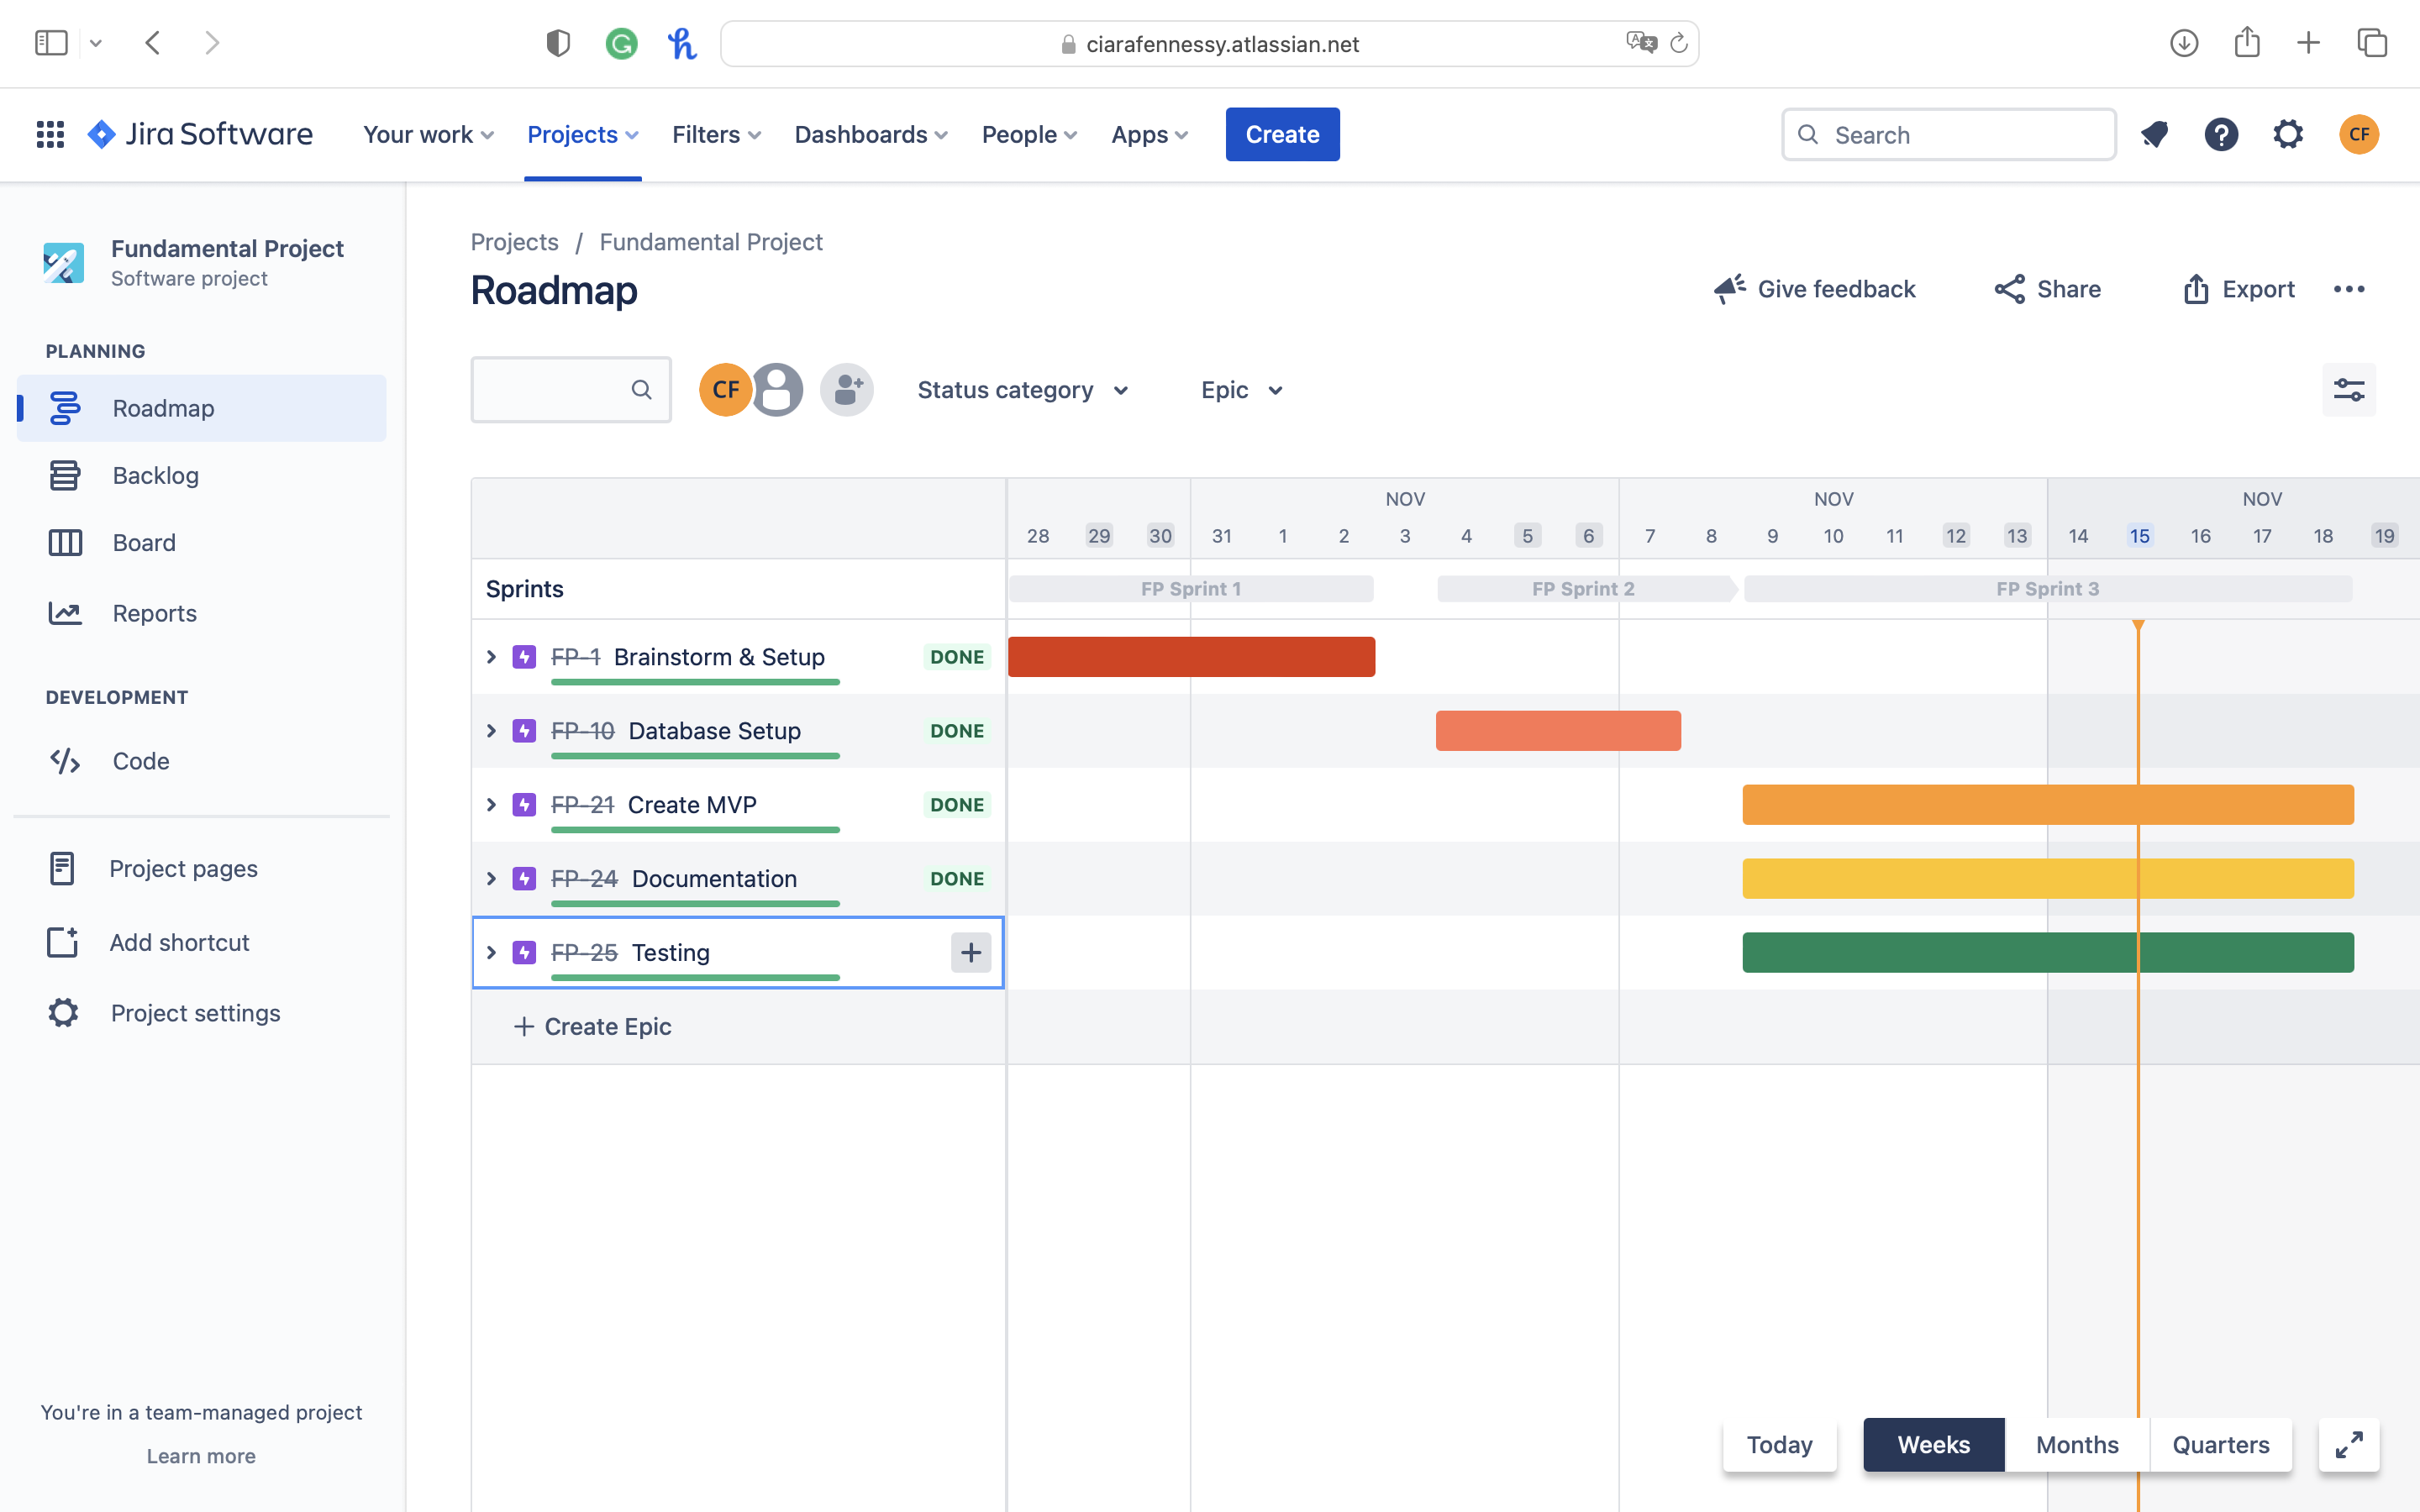 ciarafennessy.atlassian.net
Jira Software Your work Projects Filters Dashboards People Apps Create Search CF
Fundamental Project
Software project
PLANNING
Roadmap
Backlog
Board
Reports
DEVELOPMENT
Code
Project pages
Add shortcut
Project settings
You're in a team-managed project
Learn more
Projects / Fundamental Project
Roadmap
Give feedback Share Export
CF Status category Epic
NOV NOV NOV
28 29 30 31 1 2 3 4 5 6 7 8 9 10 11 12 13 14 15 16 17 18 19
Sprints FP Sprint 1 FP Sprint 2 FP Sprint 3
FP-1 Brainstorm & Setup DONE
FP-10 Database Setup DONE
FP-21 Create MVP DONE
FP-24 Documentation DONE
FP-25 Testing
+ Create Epic
Today Weeks Months Quarters